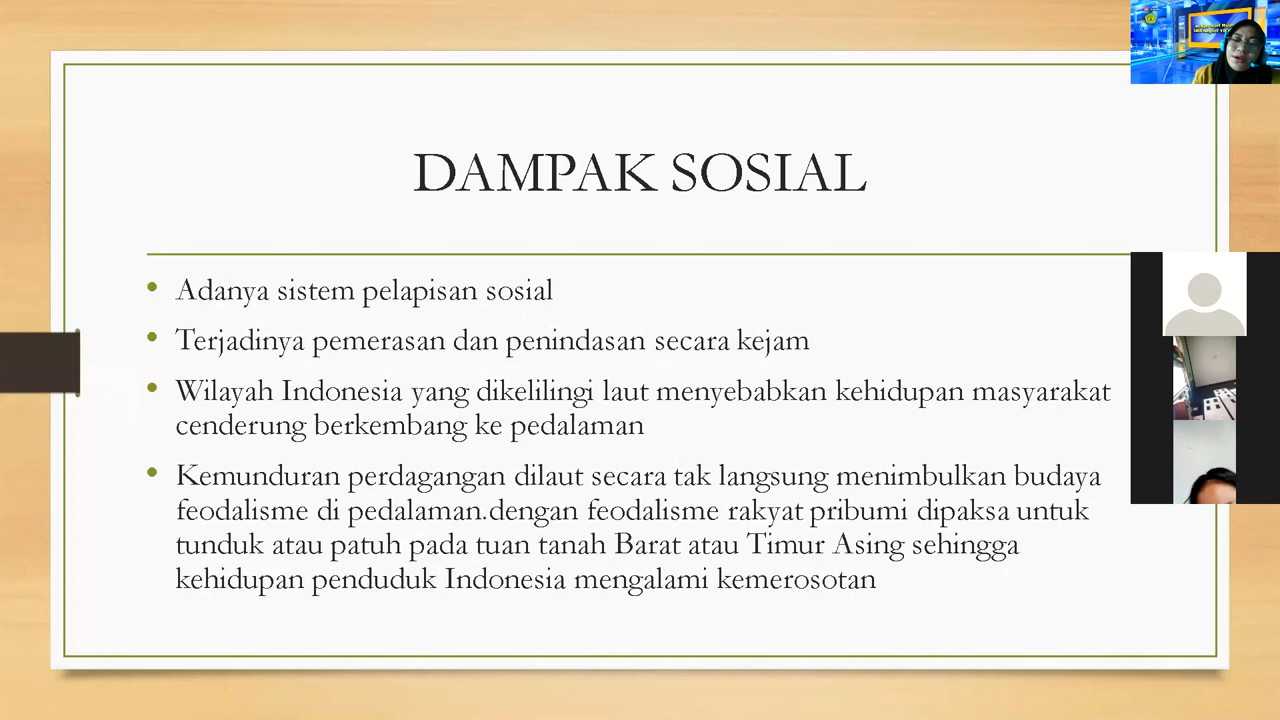 DAMPAK SOSIAL
Adanya sistem pelapisan sosial
Terjadinya pemerasan dan penindasan secara kejam
Wilayah Indonesia yang dikelilingi laut menyebabkan kehidupan masyarakat
cenderung berkembang ke pedalaman
Kemunduran perdagangan dilaut secara tak langsung menimbulkan budaya
feodalisme di pedalaman.dengan feodalisme rakyat pribumi dipaksa untuk
tunduk atau patuh pada tuan tanah Barat atau Timur Asing sehingga
kehidupan penduduk Indonesia mengalami kemerosotan